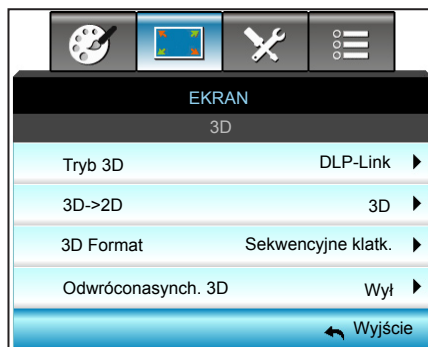 EKRAN
3D
Tryb 3D DLP-Link
3D->2D 3D
3D Format Sekwencyjne klatk.
Odwróconasynch. 3D Wył
Wyjście